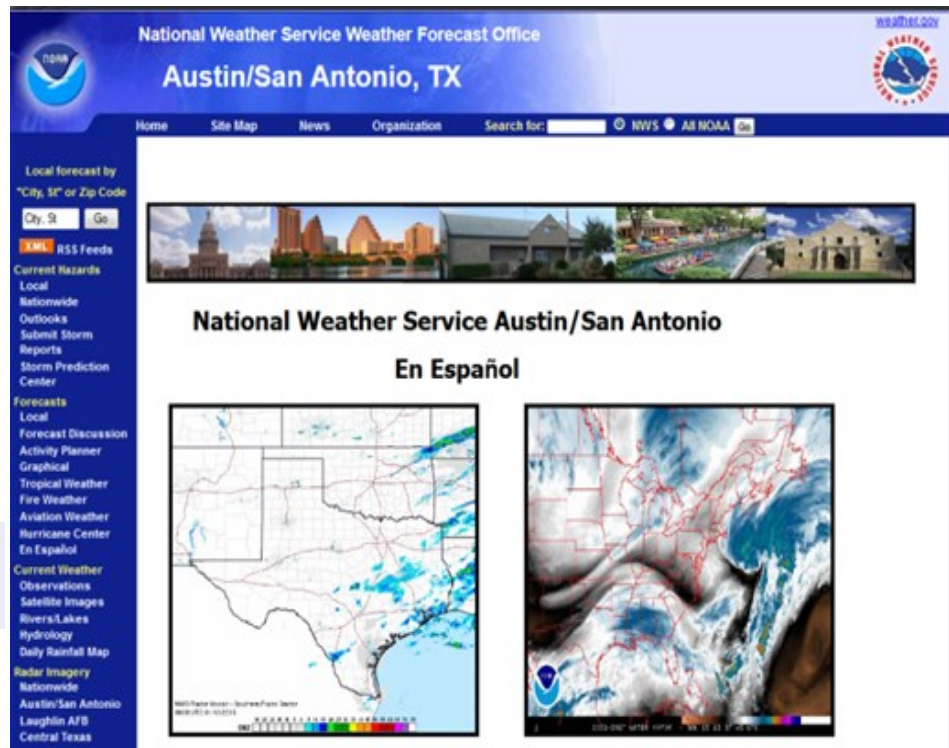 weather.gov
National Weather Service Weather Forecast Office
NOAA
Austin/San Antonio, TX
Home Site Map News Organization Search for: NWS All NOAA Go
Local forecast by
"City, St" or Zip Code
City, St Go
XML RSS Feeds
Current Hazards
Local
Nationwide
Outlooks
Submit Storm
Reports
Storm Prediction
Center
Forecasts
Local
Forecast Discussion
Activity Planner
Graphical
Tropical Weather
Fire Weather
Aviation Weather
Hurricane Center
En Español
Current Weather
Observations
Satellite Images
Rivers/Lakes
Hydrology
Daily Rainfall Map
Radar Imagery
Nationwide
Austin/San Antonio
Laughlin AFB
Central Texas
National Weather Service Austin/San Antonio
En Español